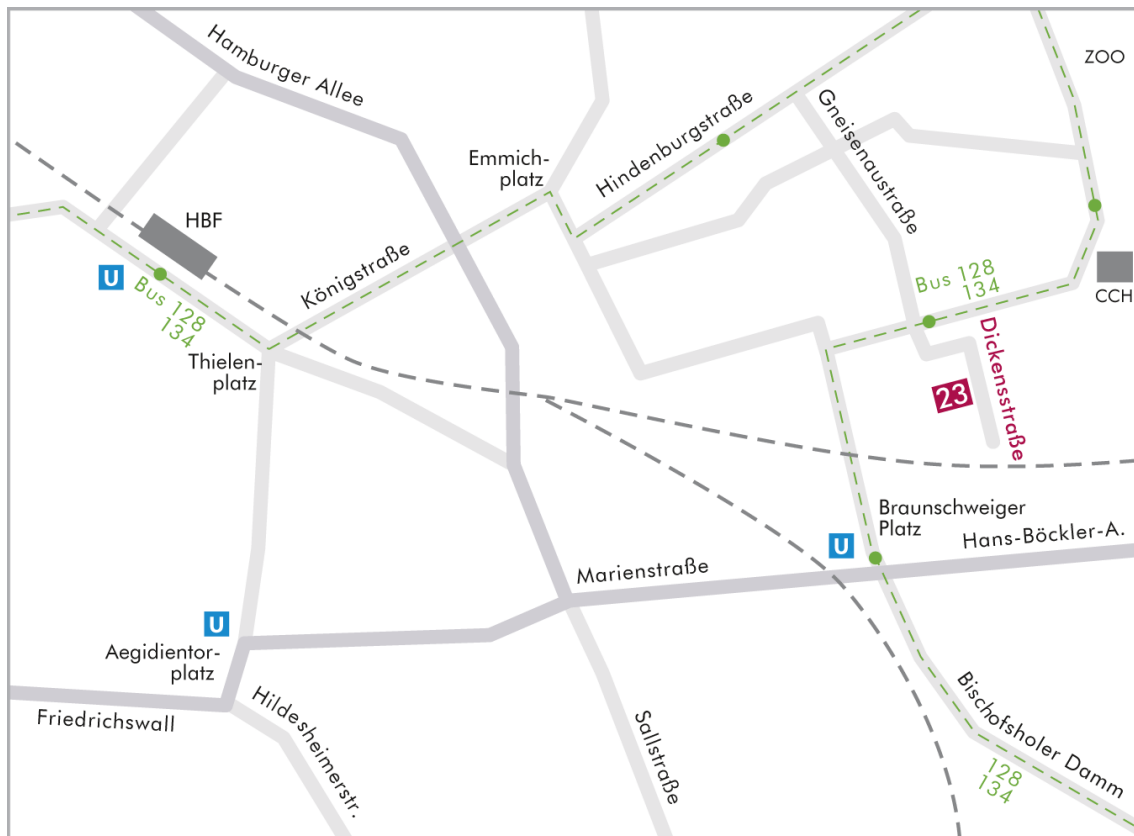 Hamburger Allee
ZOO
Gneisenaustraße
Hindenburgstraße
Emmich-
platz
HBF
U
Bus 128
134
Königstraße
Bus 128
134
CCH
Thielen-
platz
Dickensstraße
23
Braunschweiger
Platz
U
Hans-Böckler-A.
Marienstraße
U
Aegidientor-
platz
Friedrichswall
Hildesheimerstr.
Sallstraße
Bischofsholer Damm
128
134